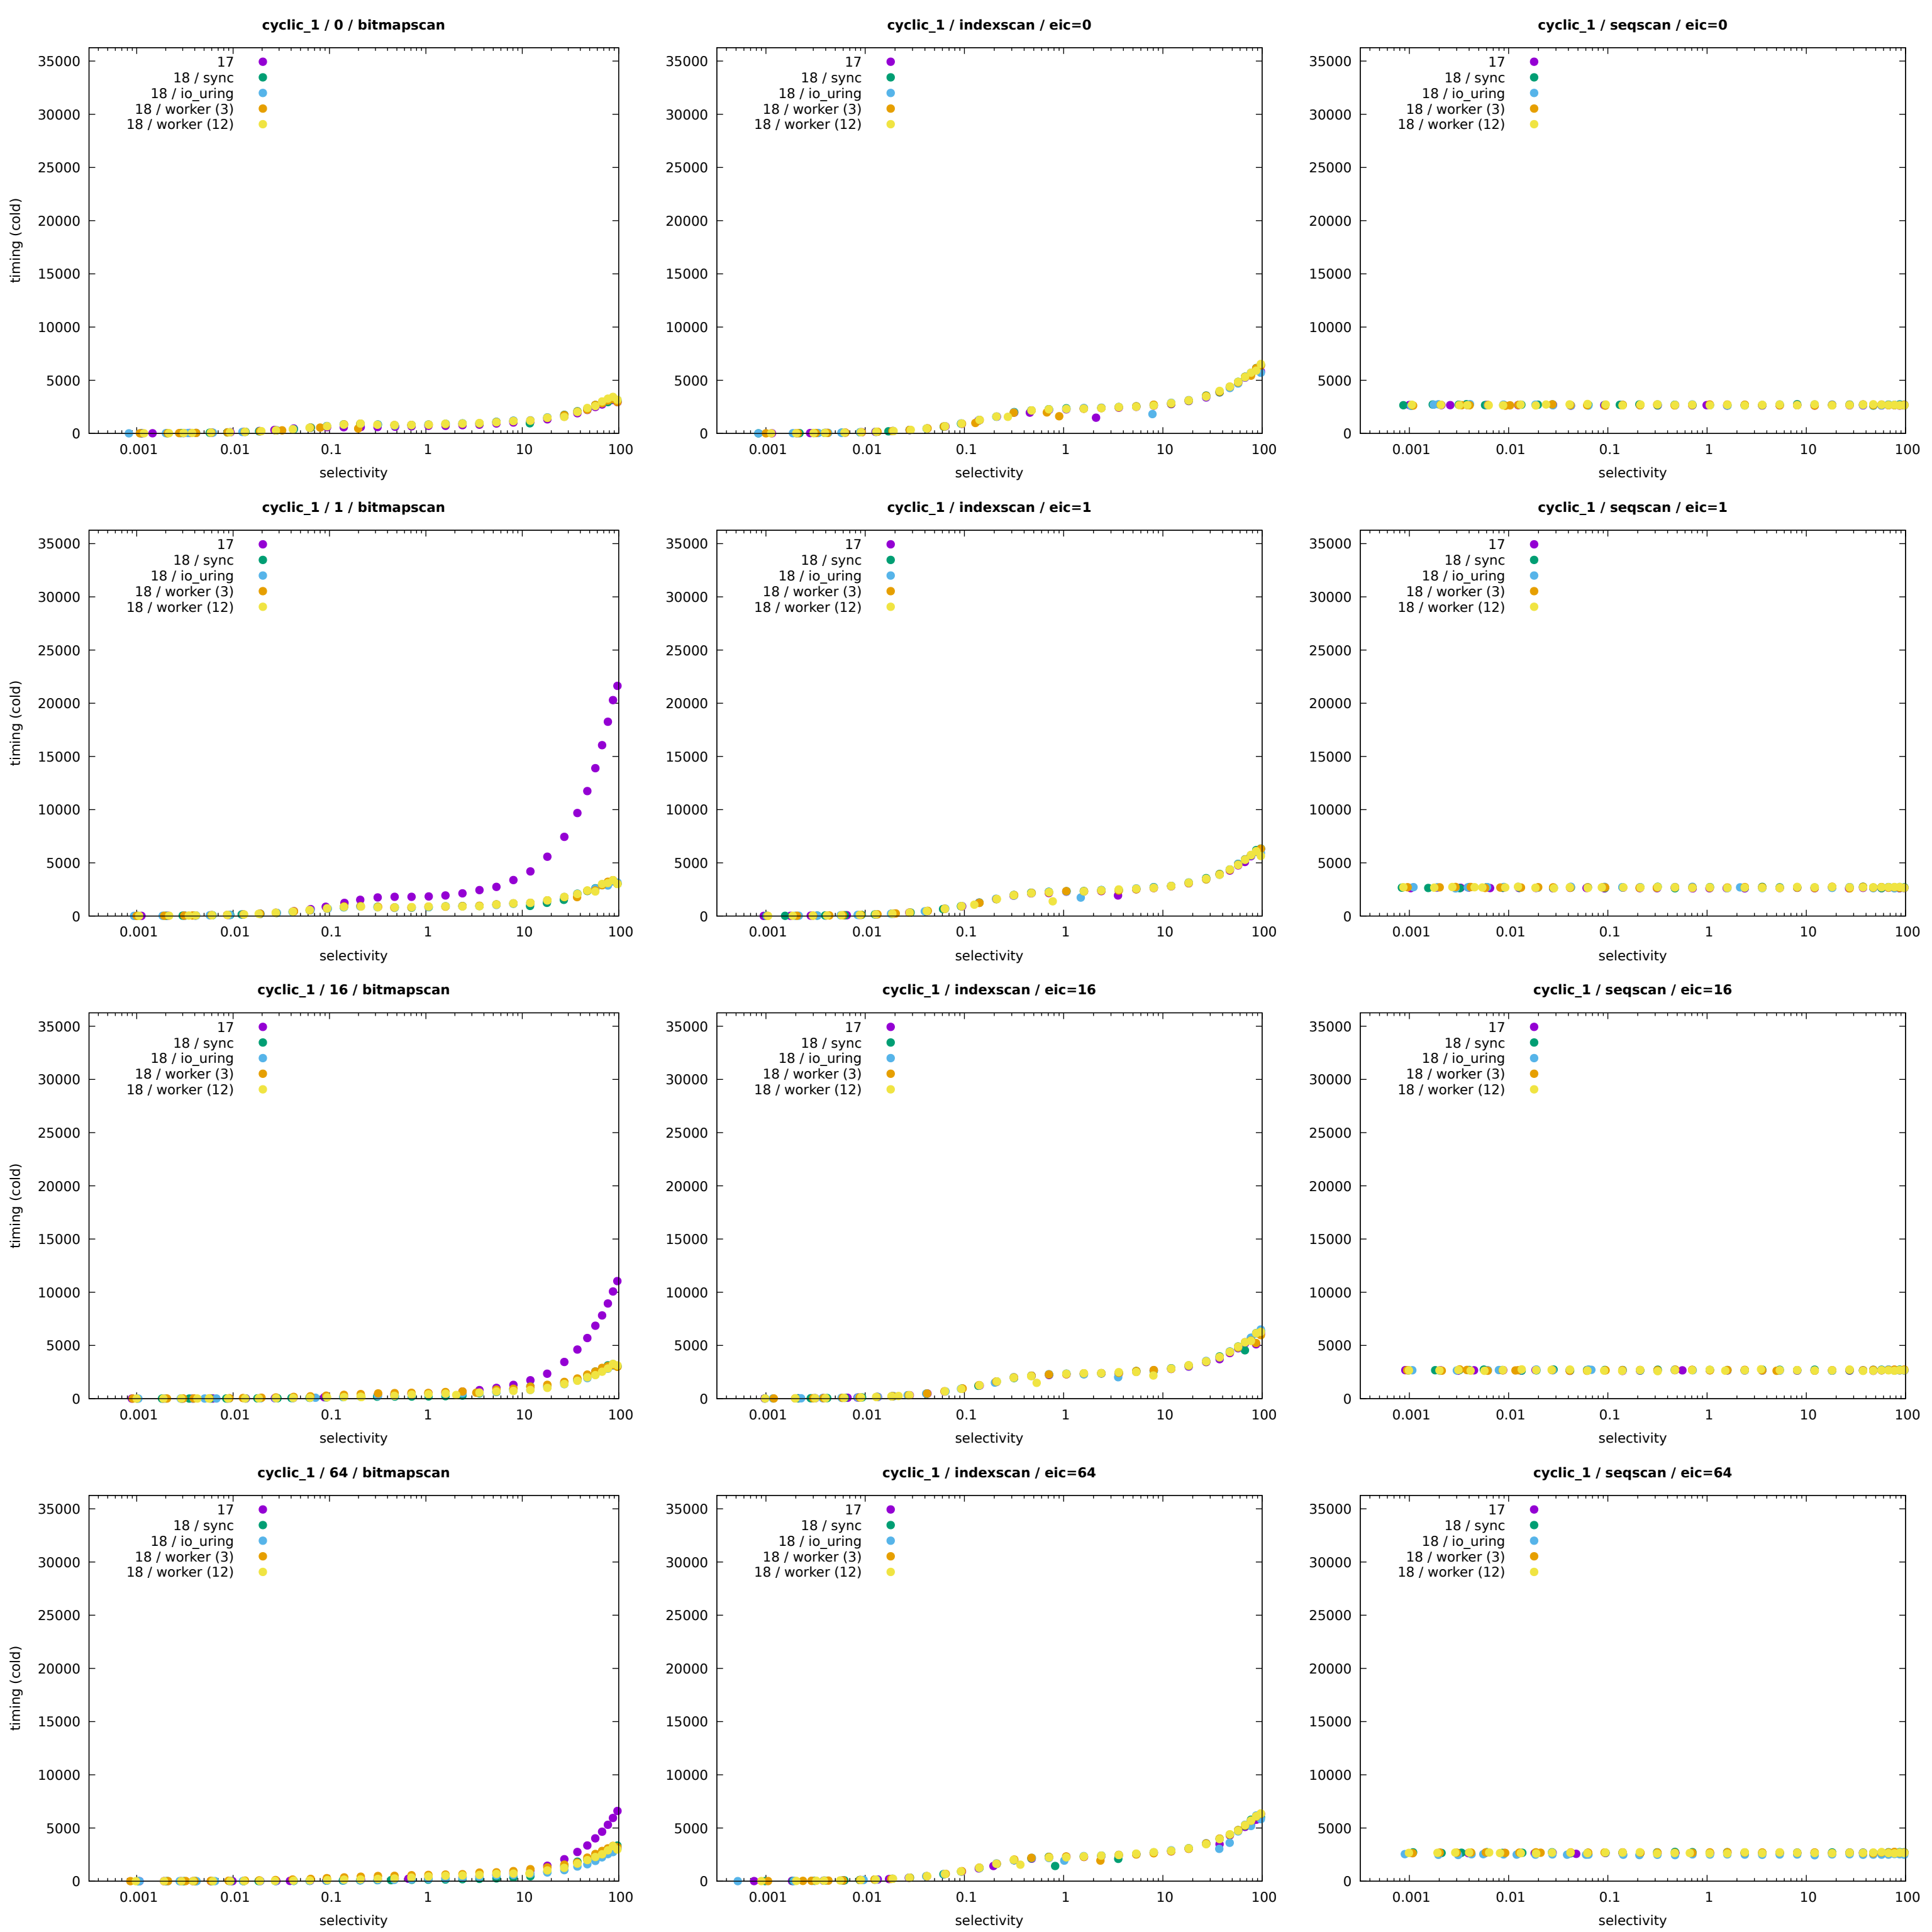 cyclic_1 / 0 / bitmapscan
timing (cold)
35000
30000
25000
20000
15000
10000
5000
0
17
18 / sync
18 / io_uring
18 / worker (3)
18 / worker (12)
0.001 0.01 0.1 1 10 100
selectivity
cyclic_1 / indexscan / eic=0
35000
30000
25000
20000
15000
10000
5000
0
17
18 / sync
18 / io_uring
18 / worker (3)
18 / worker (12)
0.001 0.01 0.1 1 10 100
selectivity
cyclic_1 / seqscan / eic=0
35000
30000
25000
20000
15000
10000
5000
0
17
18 / sync
18 / io_uring
18 / worker (3)
18 / worker (12)
0.001 0.01 0.1 1 10 100
selectivity
cyclic_1 / 1 / bitmapscan
timing (cold)
35000
30000
25000
20000
15000
10000
5000
0
17
18 / sync
18 / io_uring
18 / worker (3)
18 / worker (12)
0.001 0.01 0.1 1 10 100
selectivity
cyclic_1 / indexscan / eic=1
35000
30000
25000
20000
15000
10000
5000
0
17
18 / sync
18 / io_uring
18 / worker (3)
18 / worker (12)
0.001 0.01 0.1 1 10 100
selectivity
cyclic_1 / seqscan / eic=1
35000
30000
25000
20000
15000
10000
5000
0
17
18 / sync
18 / io_uring
18 / worker (3)
18 / worker (12)
0.001 0.01 0.1 1 10 100
selectivity
cyclic_1 / 16 / bitmapscan
timing (cold)
35000
30000
25000
20000
15000
10000
5000
0
17
18 / sync
18 / io_uring
18 / worker (3)
18 / worker (12)
0.001 0.01 0.1 1 10 100
selectivity
cyclic_1 / indexscan / eic=16
35000
30000
25000
20000
15000
10000
5000
0
17
18 / sync
18 / io_uring
18 / worker (3)
18 / worker (12)
0.001 0.01 0.1 1 10 100
selectivity
cyclic_1 / seqscan / eic=16
35000
30000
25000
20000
15000
10000
5000
0
17
18 / sync
18 / io_uring
18 / worker (3)
18 / worker (12)
0.001 0.01 0.1 1 10 100
selectivity
cyclic_1 / 64 / bitmapscan
timing (cold)
35000
30000
25000
20000
15000
10000
5000
0
17
18 / sync
18 / io_uring
18 / worker (3)
18 / worker (12)
0.001 0.01 0.1 1 10 100
selectivity
cyclic_1 / indexscan / eic=64
35000
30000
25000
20000
15000
10000
5000
0
17
18 / sync
18 / io_uring
18 / worker (3)
18 / worker (12)
0.001 0.01 0.1 1 10 100
selectivity
cyclic_1 / seqscan / eic=64
35000
30000
25000
20000
15000
10000
5000
0
17
18 / sync
18 / io_uring
18 / worker (3)
18 / worker (12)
0.001 0.01 0.1 1 10 100
selectivity